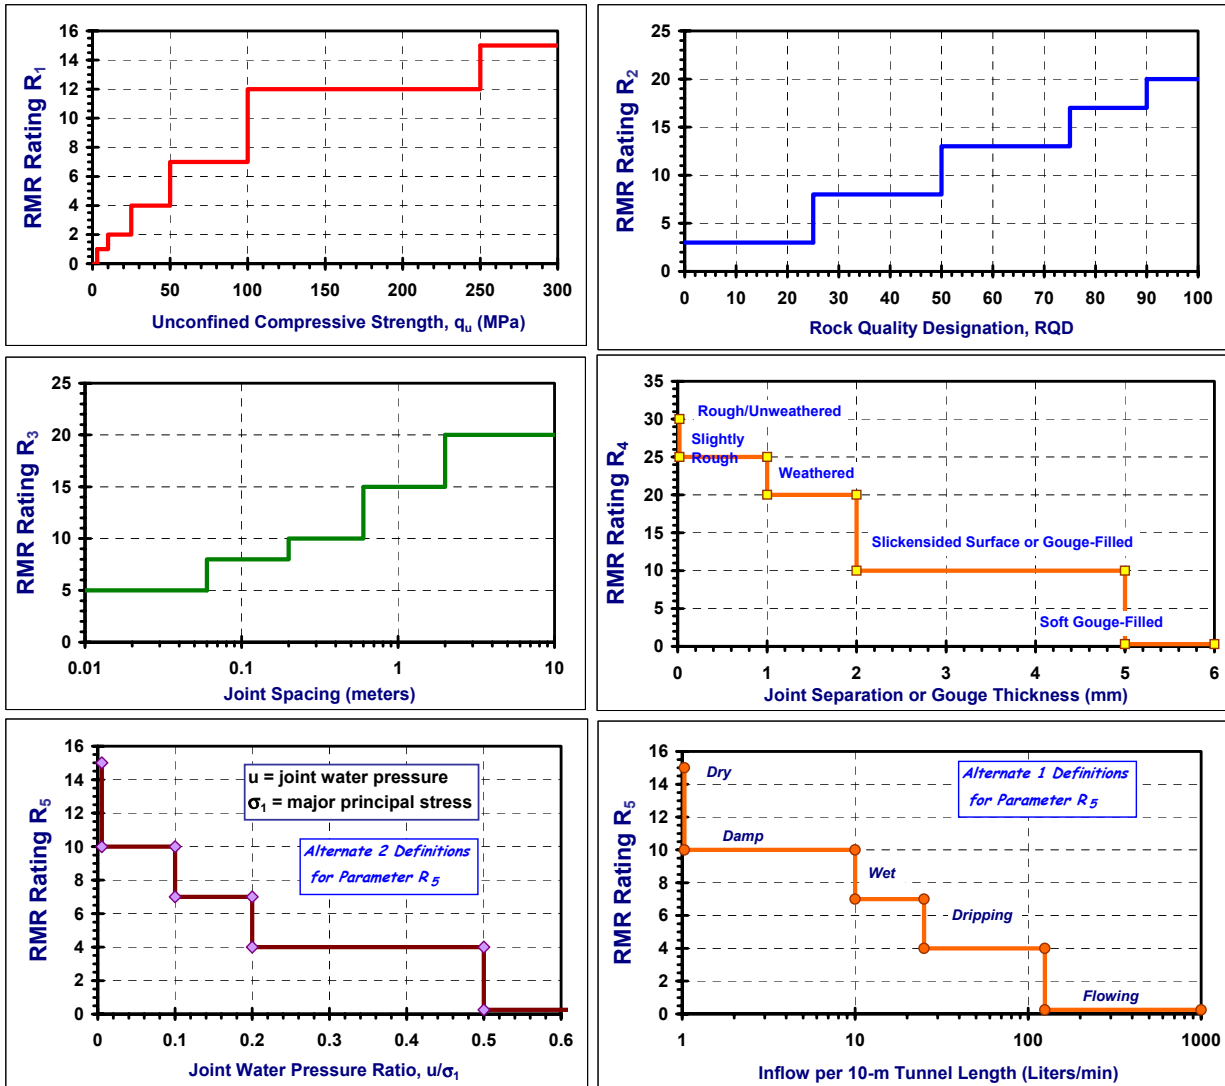 16
14
12
10
8
6
4
2
0
RMR Rating R1
0 50 100 150 200 250 300
Unconfined Compressive Strength, qu (MPa)
25
20
15
10
5
0
RMR Rating R2
0 10 20 30 40 50 60 70 80 90 100
Rock Quality Designation, RQD
25
20
15
10
5
0
RMR Rating R3
0.01 0.1 1 10
Joint Spacing (meters)
35
30
25
20
15
10
5
0
RMR Rating R4
Rough/Unweathered
Slightly
Rough
Weathered
Slickensided Surface or Gouge-Filled
Soft Gouge-Filled
0 1 2 3 4 5 6
Joint Separation or Gouge Thickness (mm)
16
14
12
10
8
6
4
2
0
RMR Rating R5
u = joint water pressure
σ1 = major principal stress
Alternate 2 Definitions
for Parameter R5
0 0.1 0.2 0.3 0.4 0.5 0.6
Joint Water Pressure Ratio, u/σ1
16
14
12
10
8
6
4
2
0
RMR Rating R5
Dry
Alternate 1 Definitions
for Parameter R5
Damp
Wet
Dripping
Flowing
1 10 100 1000
Inflow per 10-m Tunnel Length (Liters/min)